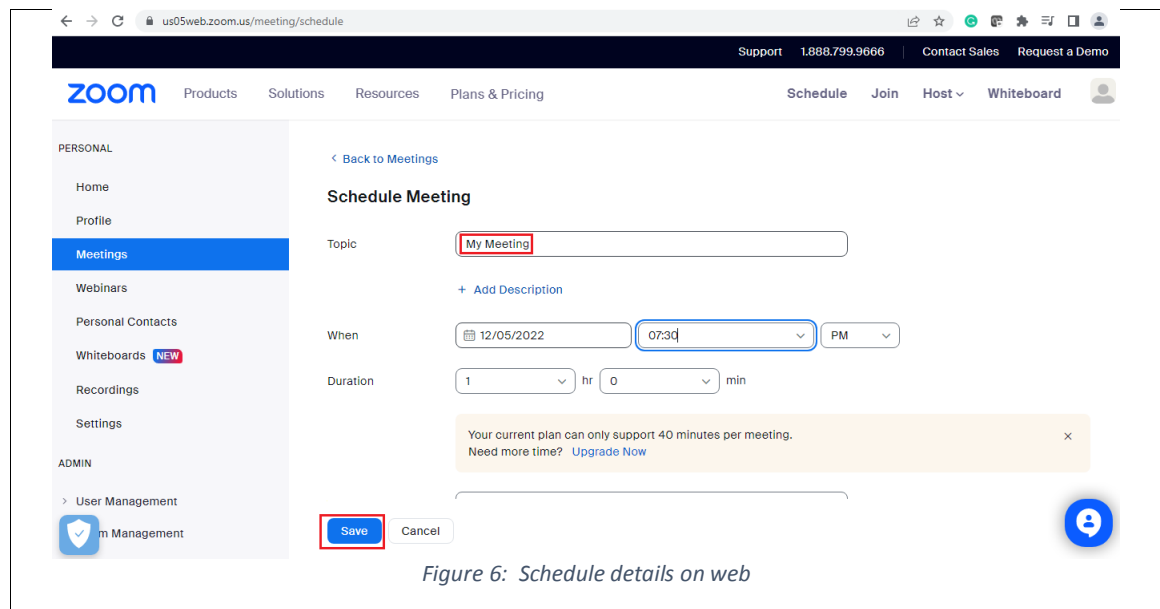 us05web.zoom.us/meeting/schedule
Support 1.888.799.9666 Contact Sales Request a Demo
zoom Products Solutions Resources Plans & Pricing Schedule Join Host Whiteboard
PERSONAL
Home
Profile
Meetings
Webinars
Personal Contacts
Whiteboards NEW
Recordings
Settings
ADMIN
> User Management
m Management
< Back to Meetings
Schedule Meeting
Topic My Meeting
+ Add Description
When 12/05/2022 07:30 PM
Duration 1 hr 0 min
Your current plan can only support 40 minutes per meeting.
Need more time? Upgrade Now
Save Cancel
Figure 6: Schedule details on web